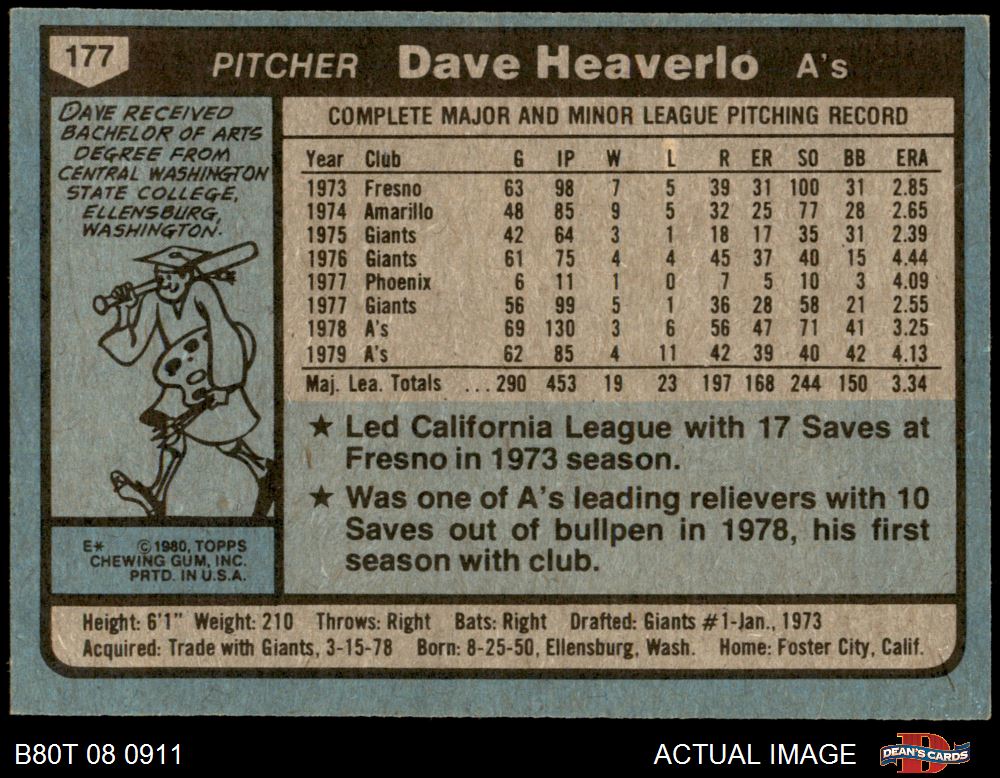 177 PITCHER Dave Heaverlo A's
DAVE RECEIVED
BACHELOR OF ARTS
DEGREE FROM
CENTRAL WASHINGTON
STATE COLLEGE,
ELLENSBURG,
WASHINGTON.
E* ©1980, TOPPS
CHEWING GUM, INC.
PRTD. IN U.S.A.
COMPLETE MAJOR AND MINOR LEAGUE PITCHING RECORD
Year Club G IP W L R ER SO BB ERA
1973 Fresno 63 98 7 5 39 31 100 31 2.85
1974 Amarillo 48 85 9 5 32 25 77 28 2.65
1975 Giants 42 64 3 1 18 17 35 31 2.39
1976 Giants 61 75 4 4 45 37 40 15 4.44
1977 Phoenix 6 11 1 0 7 5 10 3 4.09
1977 Giants 56 99 5 1 36 28 58 21 2.55
1978 A's 69 130 3 6 56 47 71 41 3.25
1979 A's 62 85 4 11 42 39 40 42 4.13
Maj. Lea. Totals ...290 453 19 23 197 168 244 150 3.34
★ Led California League with 17 Saves at
Fresno in 1973 season.
★ Was one of A's leading relievers with 10
Saves out of bullpen in 1978, his first
season with club.
Height: 6'1" Weight: 210 Throws: Right Bats: Right Drafted: Giants #1-Jan., 1973
Acquired: Trade with Giants, 3-15-78 Born: 8-25-50, Ellensburg, Wash. Home: Foster City, Calif.
B80T 08 0911 ACTUAL IMAGE DEAN'S CARDS